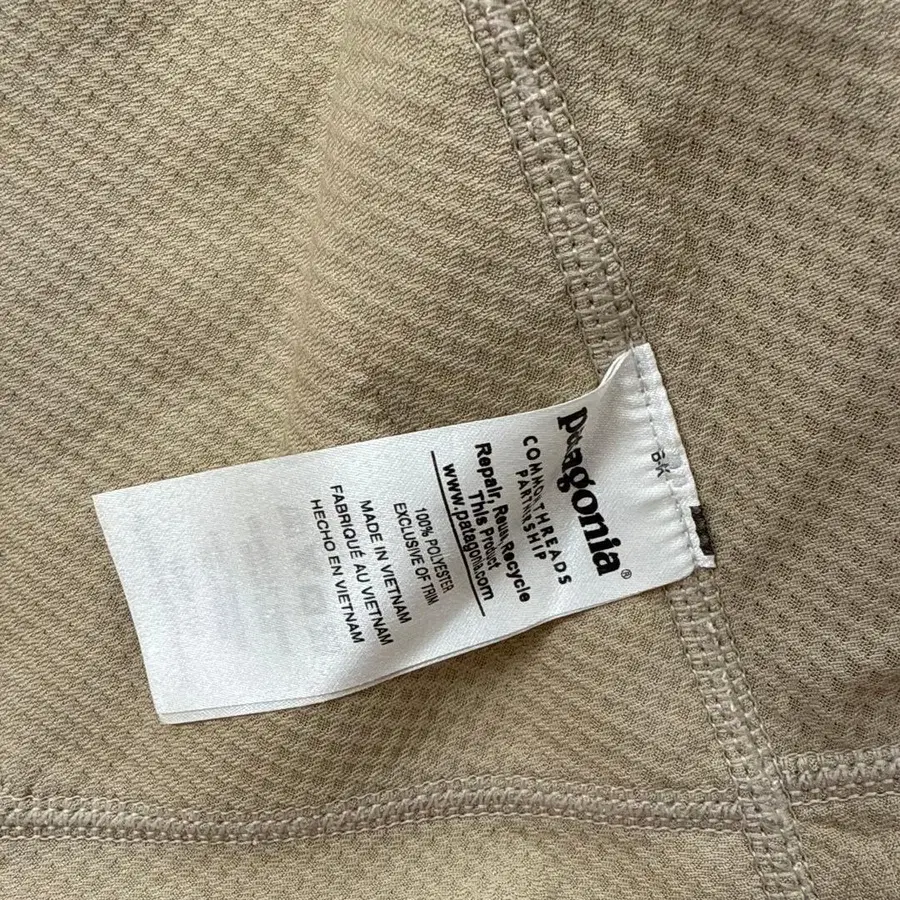 patagonia®
COMMON THREADS
PARTNERSHIP
Repair, Reuse, Recycle
This Product
www.patagonia.com
100% POLYESTER
EXCLUSIVE OF TRIM
MADE IN VIETNAM
FABRIQUÉ AU VIETNAM
HECHO EN VIETNAM